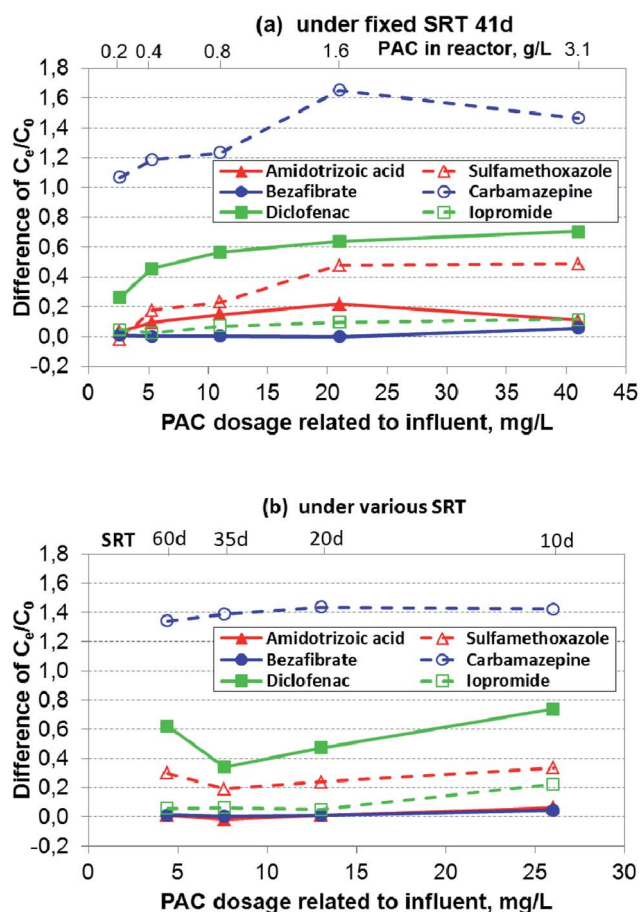 (a) under fixed SRT 41d
0.2 0.4 0.8 1.6 PAC in reactor, g/L 3.1
1,8
1,6
1,4
1,2
1,0
0,8
0,6
0,4
0,2
0,0
-0,2
Difference of Ce/C0
Amidotrizoic acid Sulfamethoxazole
Bezafibrate Carbamazepine
Diclofenac Iopromide
0 5 10 15 20 25 30 35 40 45
PAC dosage related to influent, mg/L
(b) under various SRT
SRT 60d 35d 20d 10d
1,8
1,6
1,4
1,2
1,0
0,8
0,6
0,4
0,2
0,0
-0,2
Difference of Ce/C0
Amidotrizoic acid Sulfamethoxazole
Bezafibrate Carbamazepine
Diclofenac Iopromide
0 5 10 15 20 25 30
PAC dosage related to influent, mg/L